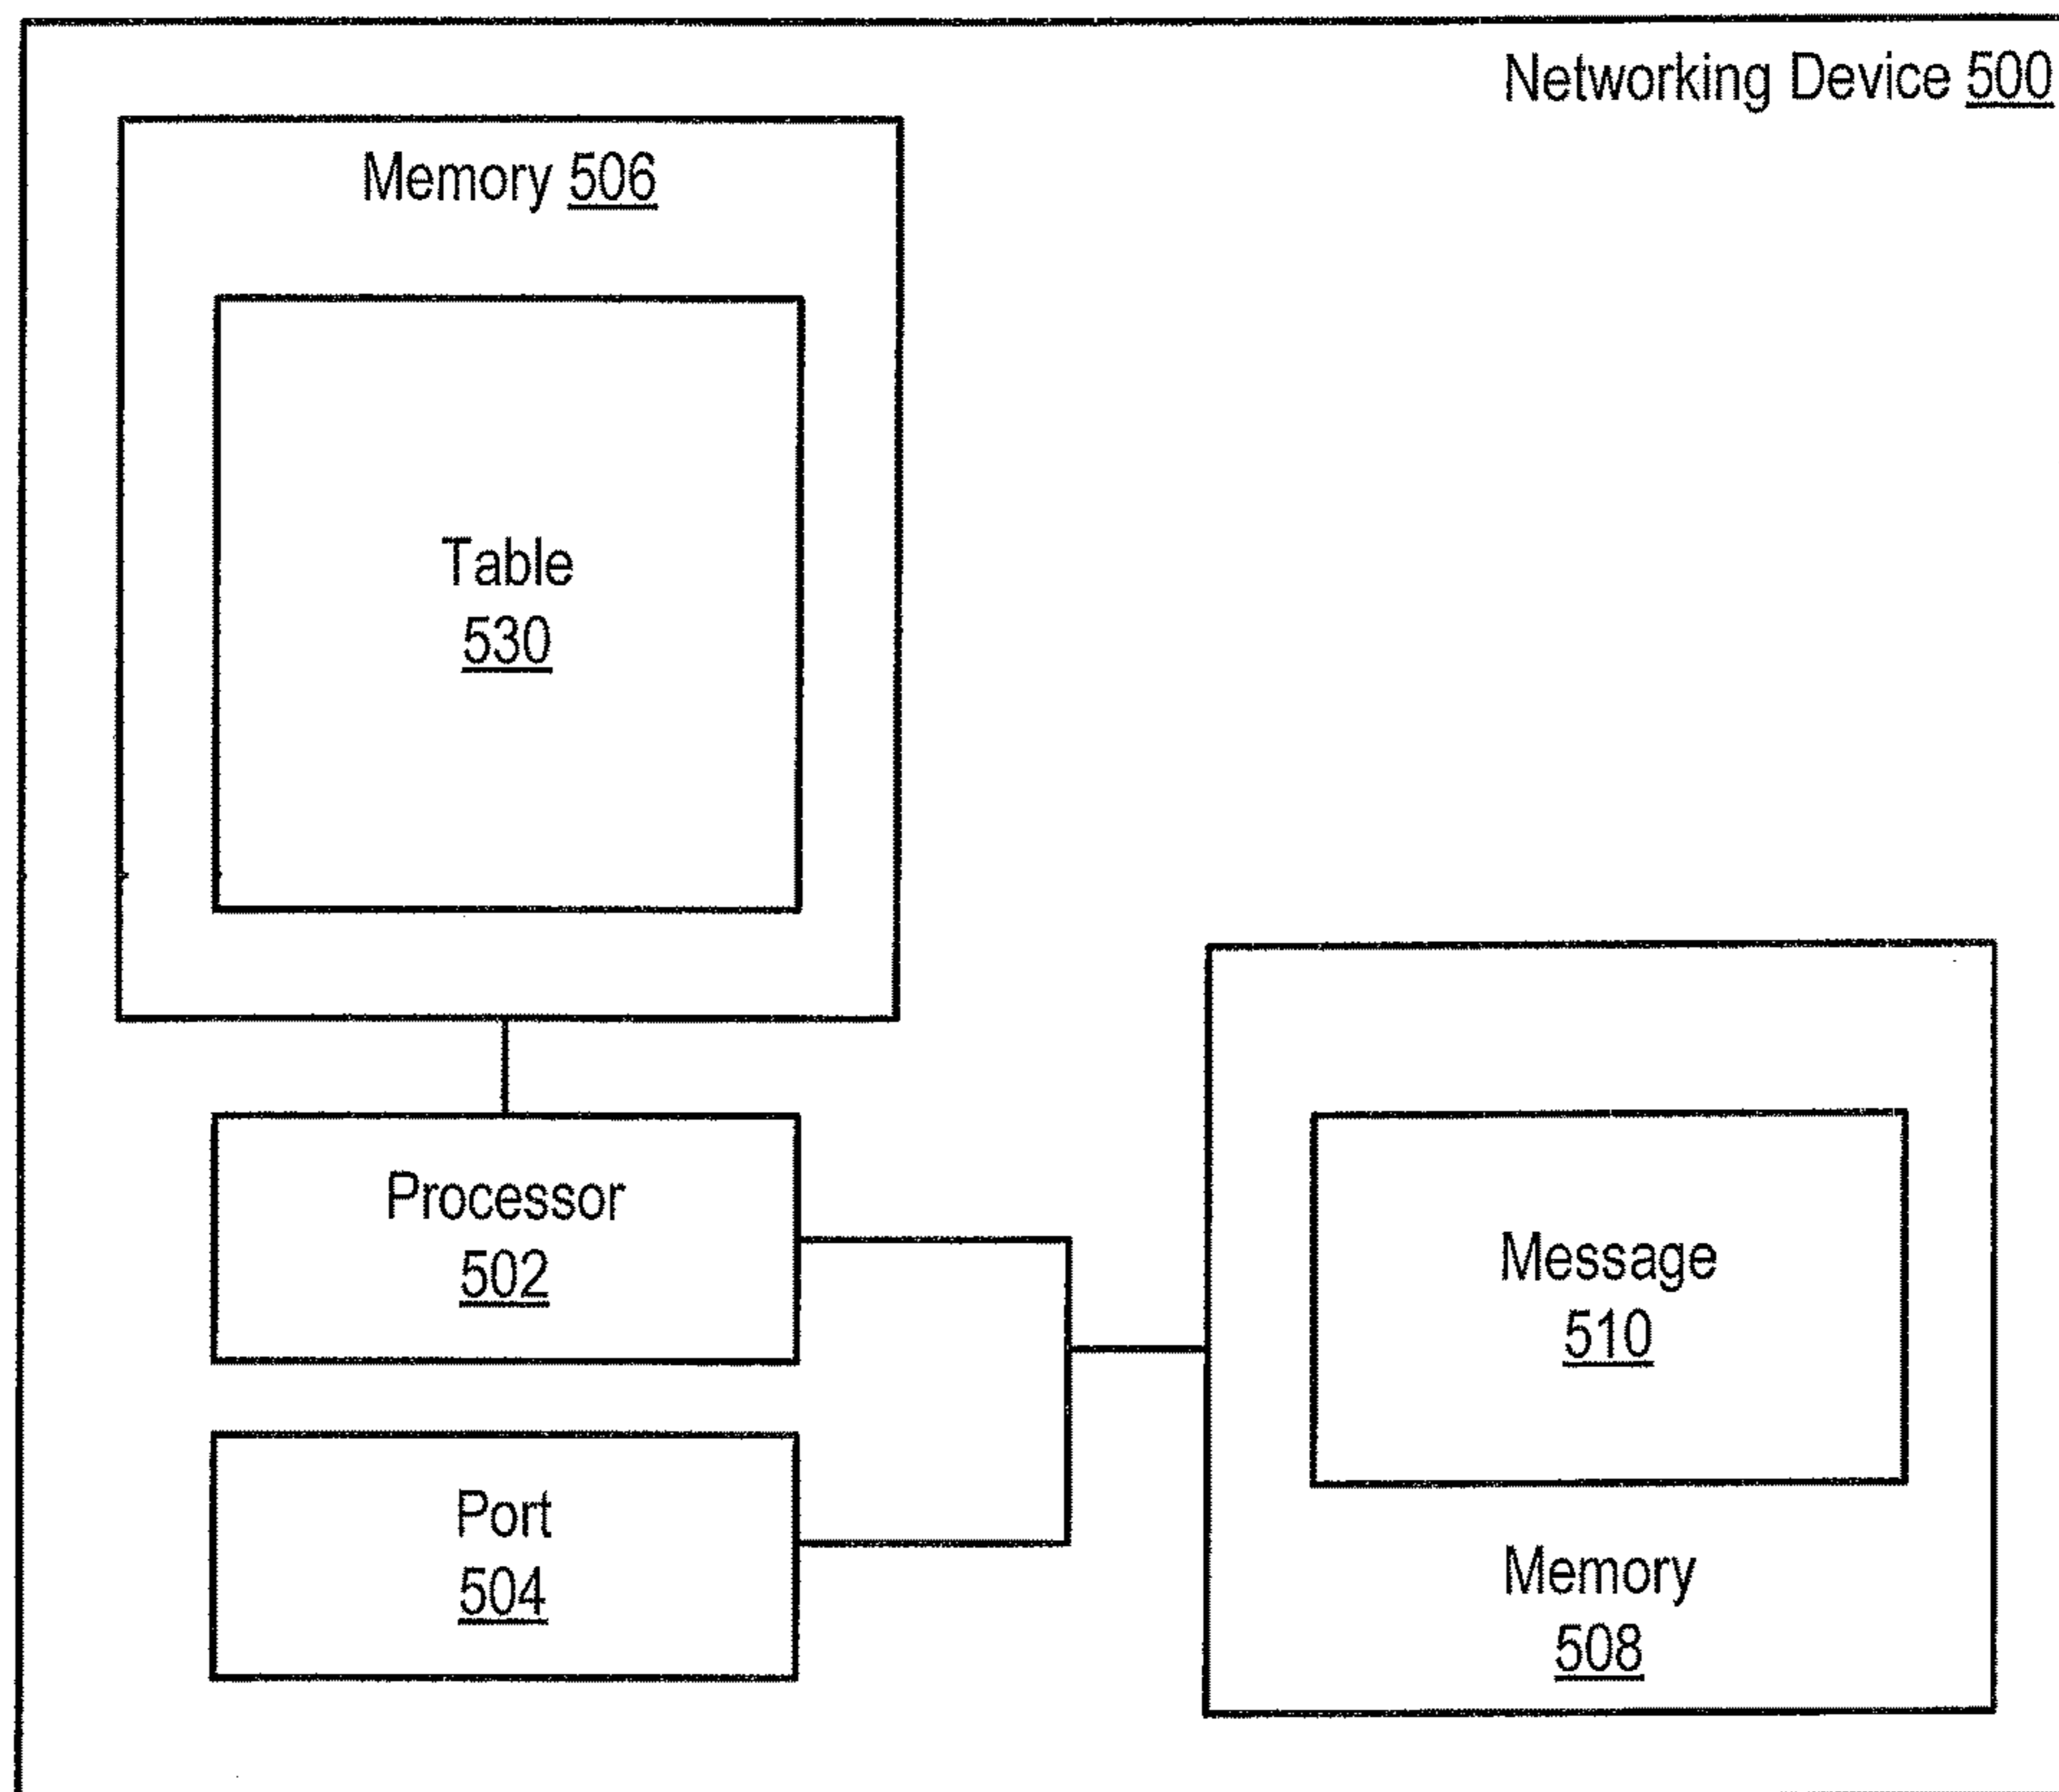 Networking Device 500
Memory 506
Table
530
Processor
502
Message
510
Port
504
Memory
508